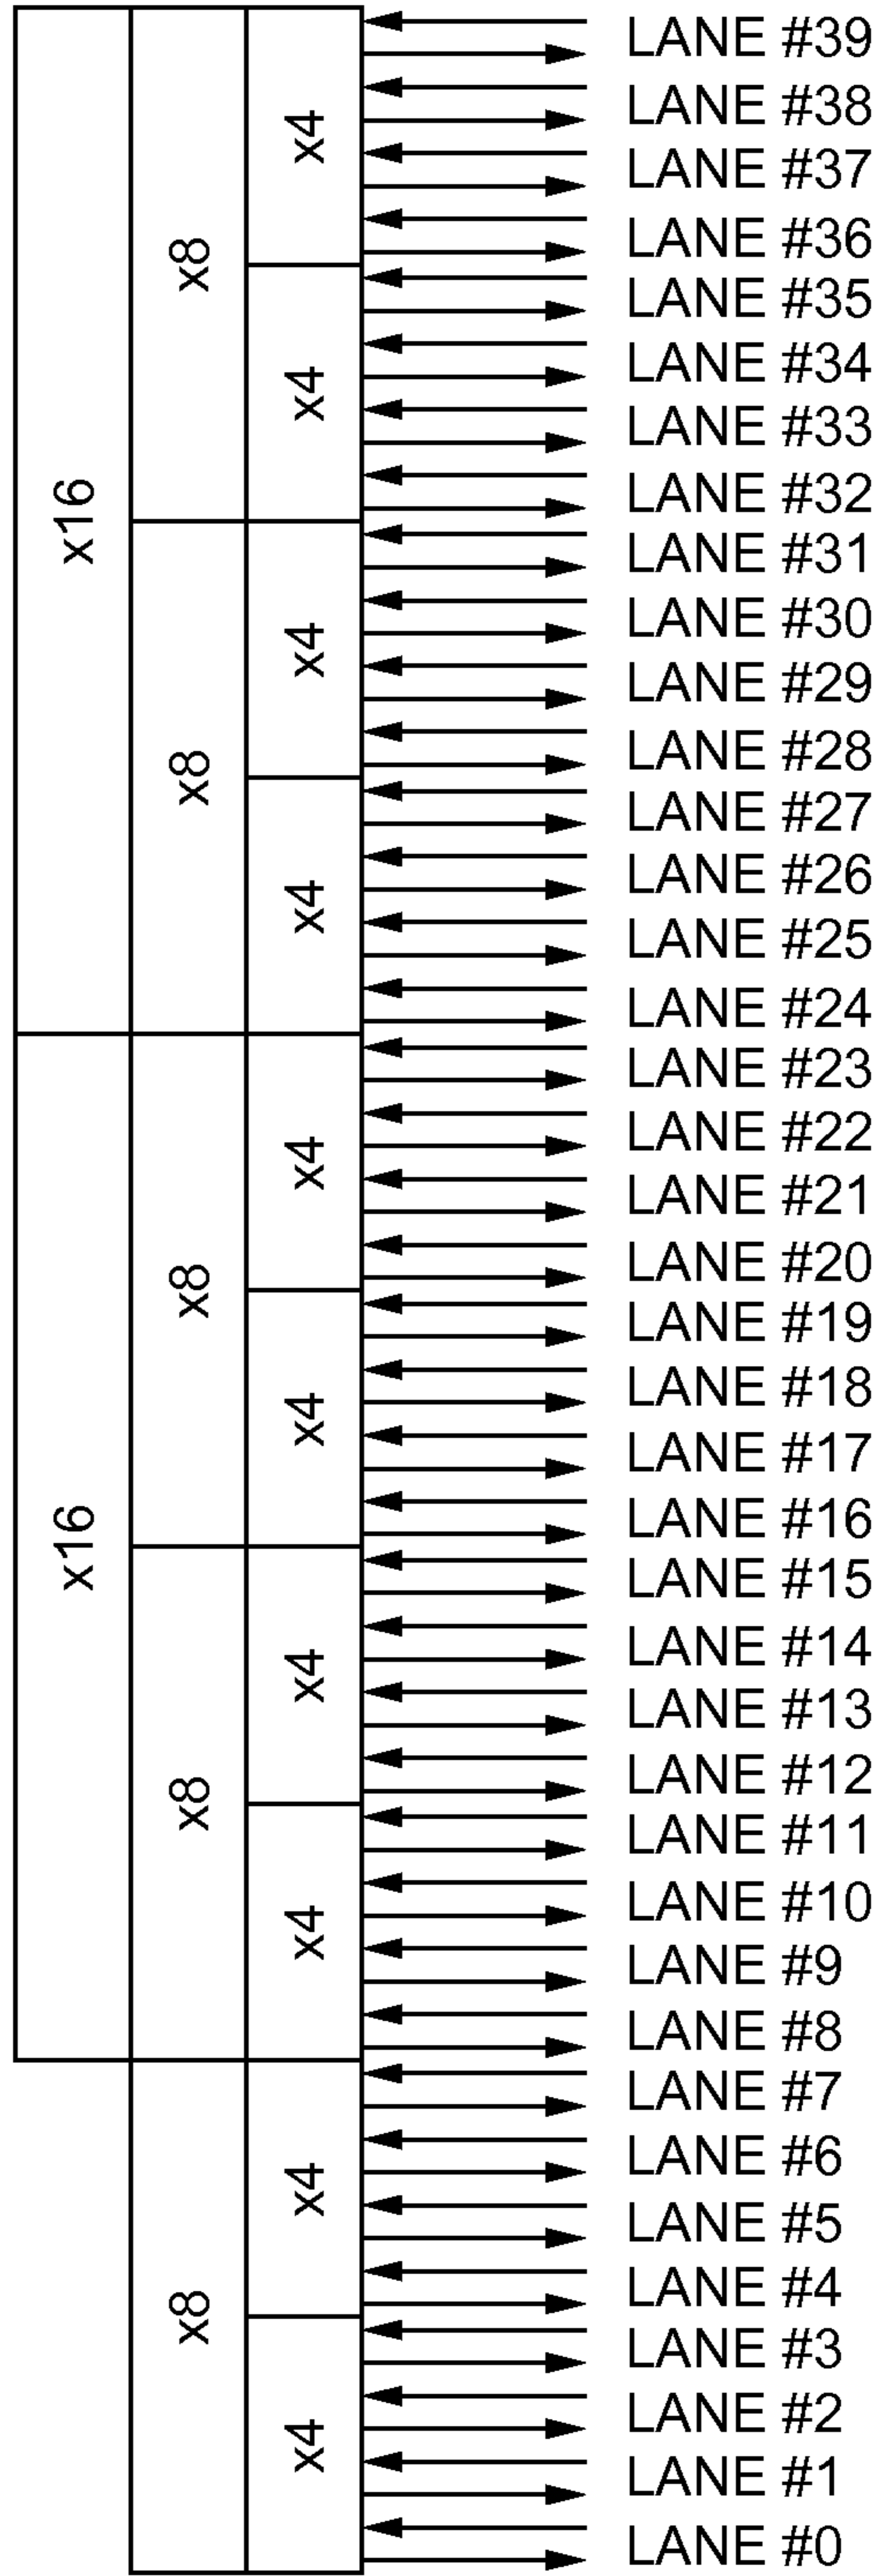 x16
x8
x4
LANE #39
LANE #38
LANE #37
LANE #36
x4
LANE #35
LANE #34
LANE #33
LANE #32
x8
x4
LANE #31
LANE #30
LANE #29
LANE #28
x4
LANE #27
LANE #26
LANE #25
LANE #24
x16
x8
x4
LANE #23
LANE #22
LANE #21
LANE #20
x4
LANE #19
LANE #18
LANE #17
LANE #16
x8
x4
LANE #15
LANE #14
LANE #13
LANE #12
x4
LANE #11
LANE #10
LANE #9
LANE #8
x8
x4
LANE #7
LANE #6
LANE #5
LANE #4
x4
LANE #3
LANE #2
LANE #1
LANE #0